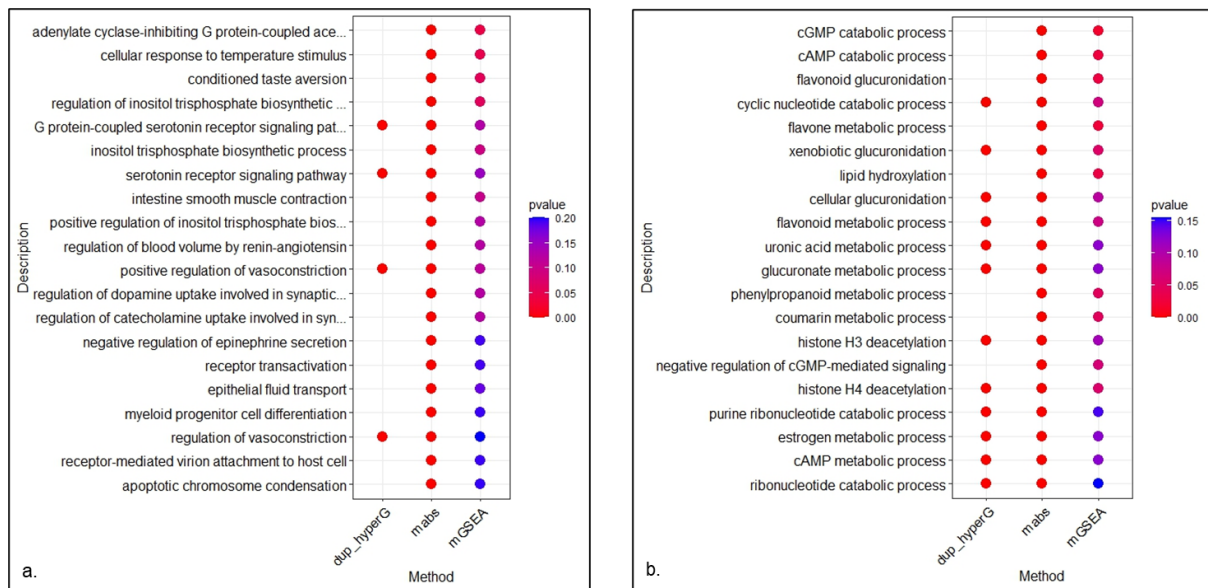 adenylate cyclase-inhibiting G protein-coupled ace...
cellular response to temperature stimulus
conditioned taste aversion
regulation of inositol trisphosphate biosynthetic ...
G protein-coupled serotonin receptor signaling pat...
inositol trisphosphate biosynthetic process
serotonin receptor signaling pathway
intestine smooth muscle contraction
positive regulation of inositol trisphosphate bios...
regulation of blood volume by renin-angiotensin
positive regulation of vasoconstriction
regulation of dopamine uptake involved in synaptic...
regulation of catecholamine uptake involved in syn...
negative regulation of epinephrine secretion
receptor transactivation
epithelial fluid transport
myeloid progenitor cell differentiation
regulation of vasoconstriction
receptor-mediated virion attachment to host cell
apoptotic chromosome condensation
Description
dup_hyperG
mabs
mGSEA
Method
pvalue
0.20
0.15
0.10
0.05
0.00
a.
cGMP catabolic process
cAMP catabolic process
flavonoid glucuronidation
cyclic nucleotide catabolic process
flavone metabolic process
xenobiotic glucuronidation
lipid hydroxylation
cellular glucuronidation
flavonoid metabolic process
uronic acid metabolic process
glucuronate metabolic process
phenylpropanoid metabolic process
coumarin metabolic process
histone H3 deacetylation
negative regulation of cGMP-mediated signaling
histone H4 deacetylation
purine ribonucleotide catabolic process
estrogen metabolic process
cAMP metabolic process
ribonucleotide catabolic process
Description
dup_hyperG
mabs
mGSEA
Method
pvalue
0.15
0.10
0.05
0.00
b.